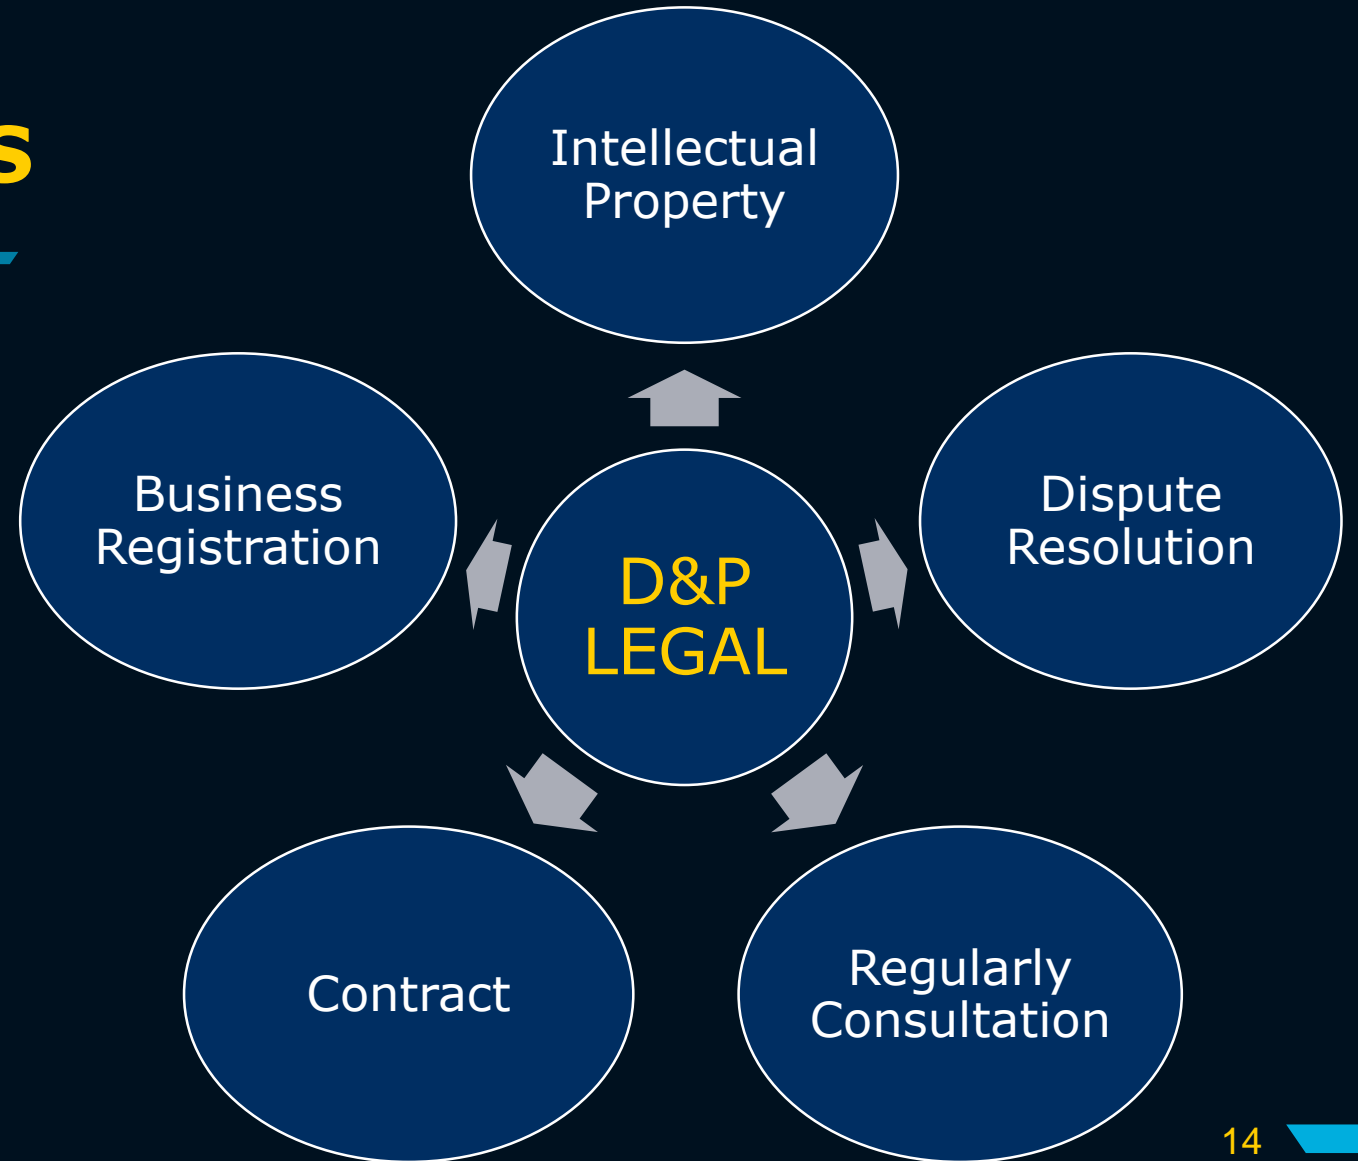 S
Intellectual
Property
Business
Registration
Dispute
Resolution
D&P
LEGAL
Contract
Regularly
Consultation
14